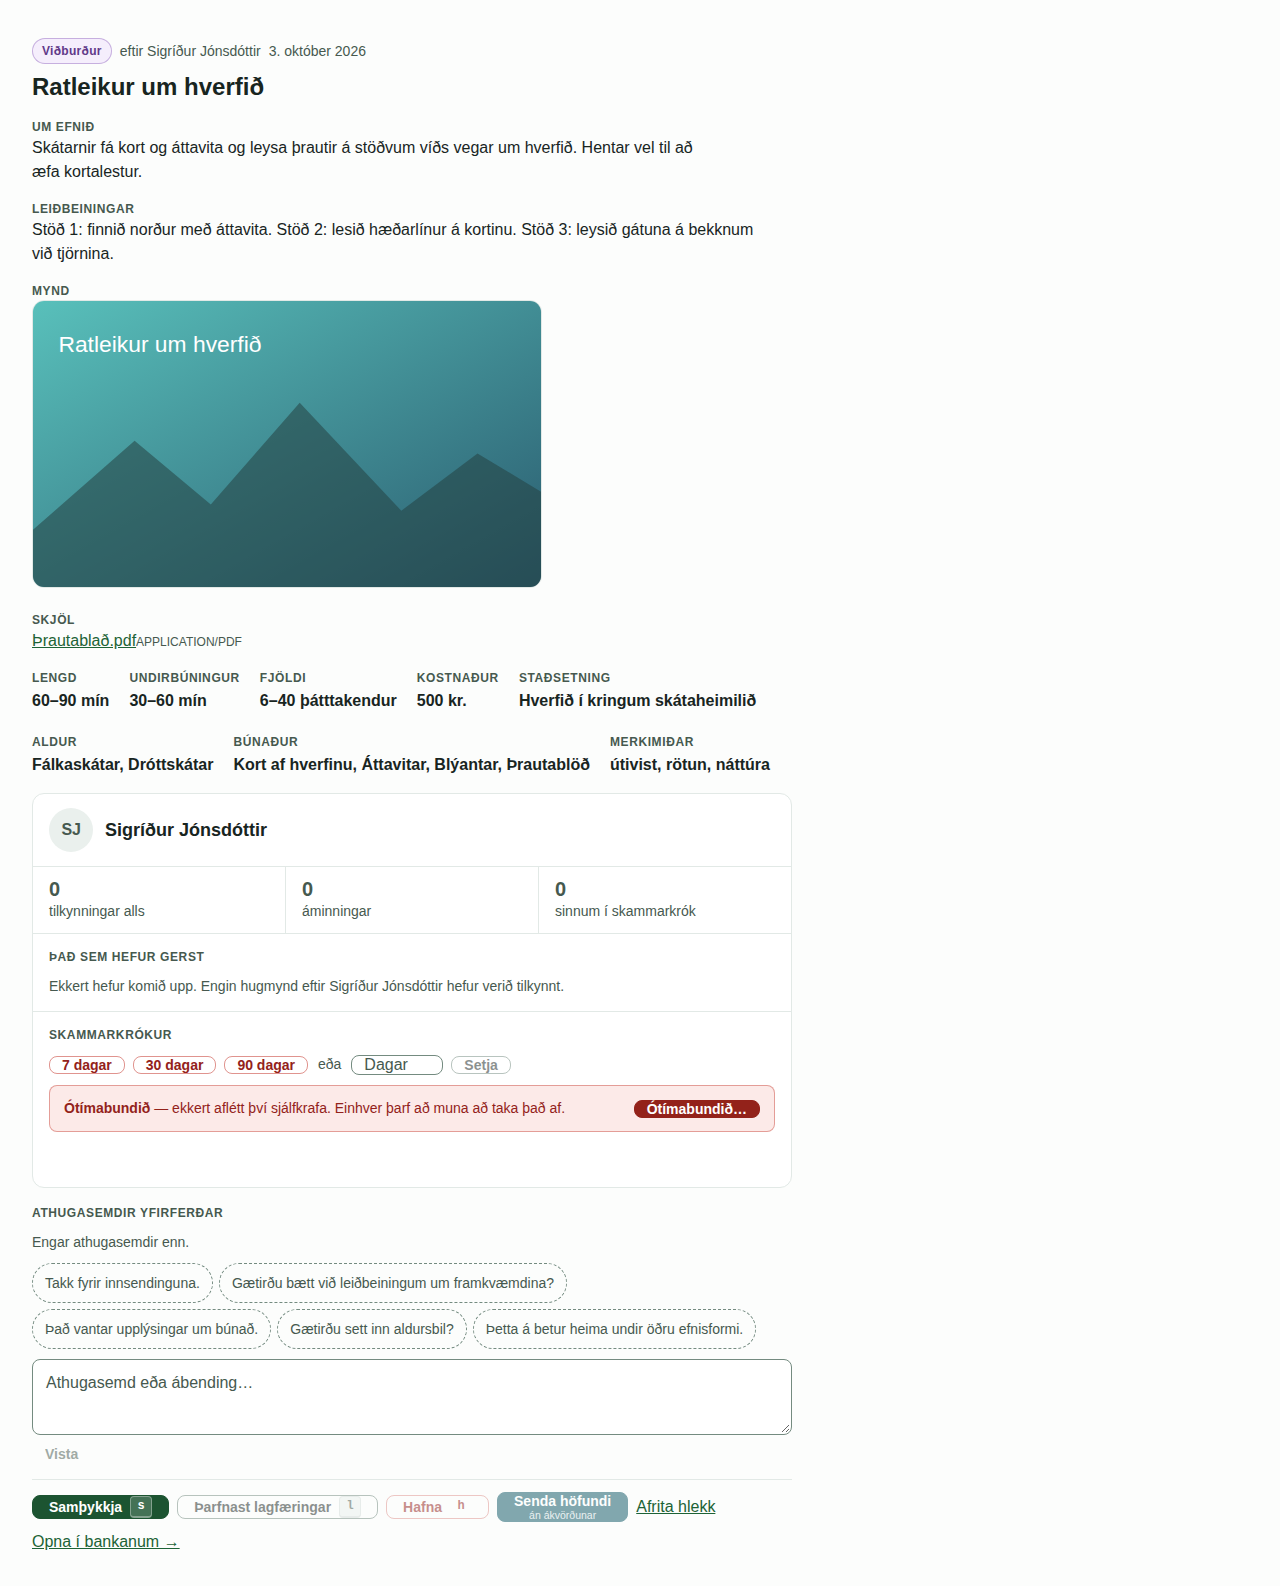 Viðburður eftir Sigríður Jónsdóttir 3. október 2026
Ratleikur um hverfið
UM EFNIÐ
Skátarnir fá kort og áttavita og leysa þrautir á stöðvum víðs vegar um hverfið. Hentar vel til að
æfa kortalestur.
LEIÐBEININGAR
Stöð 1: finnið norður með áttavita. Stöð 2: lesið hæðarlínur á kortinu. Stöð 3: leysið gátuna á bekknum
við tjörnina.
MYND
Ratleikur um hverfið
SKJÖL
Þrautablað.pdf APPLICATION/PDF
LENGD UNDIRBÚNINGUR FJÖLDI KOSTNAÐUR STAÐSETNING
60–90 mín 30–60 mín 6–40 þátttakendur 500 kr. Hverfið í kringum skátaheimilið
ALDUR BÚNAÐUR MERKIMIÐAR
Fálkaskátar, Dróttskátar Kort af hverfinu, Áttavitar, Blýantar, Þrautablöð útivist, rötun, náttúra
SJ Sigríður Jónsdóttir
0 0 0
tilkynningar alls áminningar sinnum í skammarkrók
ÞAÐ SEM HEFUR GERST
Ekkert hefur komið upp. Engin hugmynd eftir Sigríður Jónsdóttir hefur verið tilkynnt.
SKAMMARKRÓKUR
7 dagar 30 dagar 90 dagar eða Dagar Setja
Ótímabundið — ekkert aflétt því sjálfkrafa. Einhver þarf að muna að taka það af. Ótímabundið…
ATHUGASEMDIR YFIRFERÐAR
Engar athugasemdir enn.
Takk fyrir innsendinguna. Gætirðu bætt við leiðbeiningum um framkvæmdina?
Það vantar upplýsingar um búnað. Gætirðu sett inn aldursbil? Þetta á betur heima undir öðru efnisformi.
Athugasemd eða ábending…
Vista
Samþykkja s Þarfnast lagfæringar l Hafna h Senda höfundi Afrita hlekk
án ákvörðunar
Opna í bankanum →